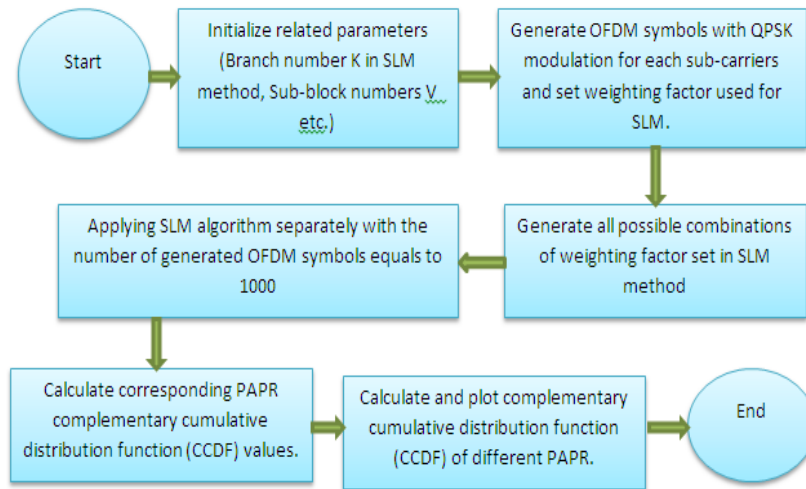 Start
Initialize related parameters
(Branch number K in SLM
method, Sub-block numbers V
etc.)
Generate OFDM symbols with QPSK
modulation for each sub-carriers
and set weighting factor used for
SLM.
Applying SLM algorithm separately with the
number of generated OFDM symbols equals to
1000
Generate all possible combinations
of weighting factor set in SLM
method
Calculate corresponding PAPR
complementary cumulative
distribution function (CCDF) values.
Calculate and plot complementary
cumulative distribution function
(CCDF) of different PAPR.
End